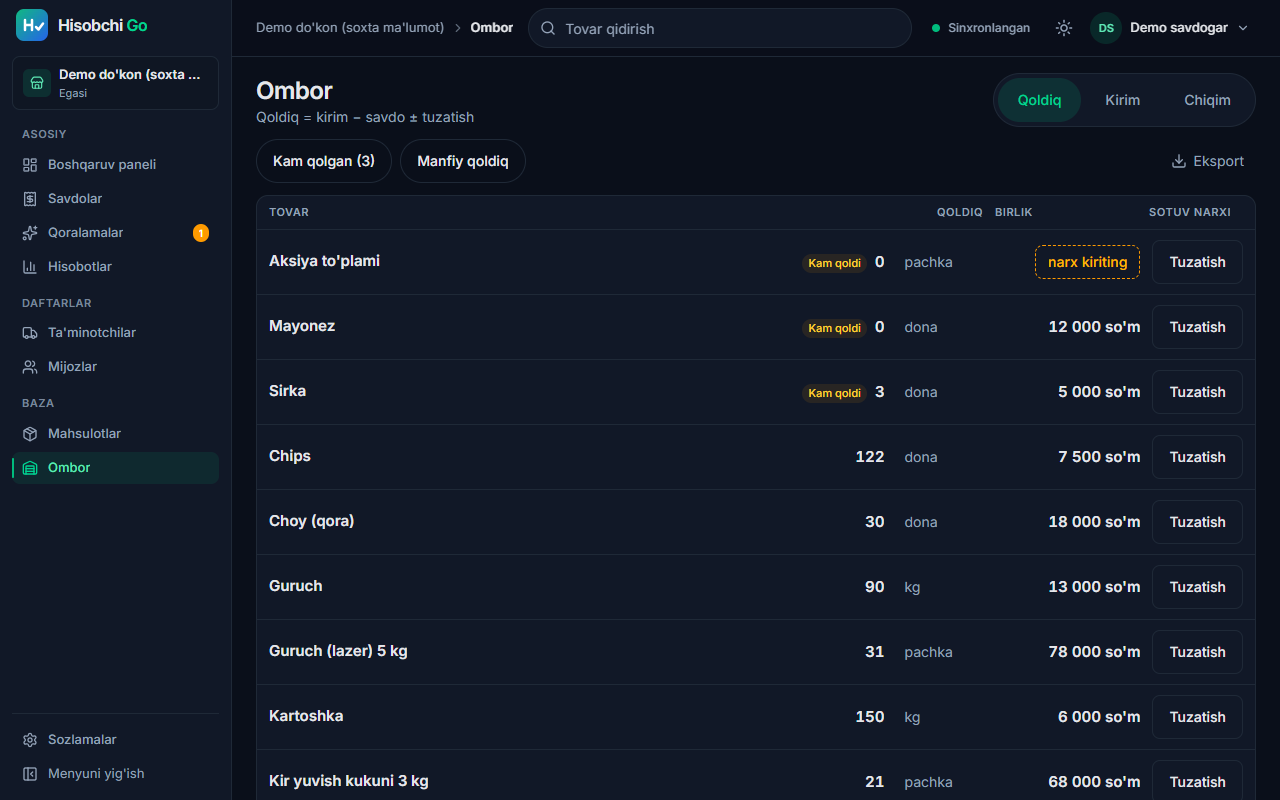 Hisobchi Go
Demo do'kon (soxta ...
Egasi
ASOSIY
Boshqaruv paneli
Savdolar
Qoralamalar 1
Hisobotlar
DAFTARLAR
Ta'minotchilar
Mijozlar
BAZA
Mahsulotlar
Ombor
Sozlamalar
Menyuni yig'ish
Demo do'kon (soxta ma'lumot) > Ombor
Tovar qidirish
Sinxronlangan
DS Demo savdogar
Ombor
Qoldiq = kirim − savdo ± tuzatish
Qoldiq Kirim Chiqim
Kam qolgan (3) Manfiy qoldiq
Eksport
TOVAR QOLDIQ BIRLIK SOTUV NARXI
Aksiya to'plami Kam qoldi 0 pachka narx kiriting Tuzatish
Mayonez Kam qoldi 0 dona 12 000 so'm Tuzatish
Sirka Kam qoldi 3 dona 5 000 so'm Tuzatish
Chips 122 dona 7 500 so'm Tuzatish
Choy (qora) 30 dona 18 000 so'm Tuzatish
Guruch 90 kg 13 000 so'm Tuzatish
Guruch (lazer) 5 kg 31 pachka 78 000 so'm Tuzatish
Kartoshka 150 kg 6 000 so'm Tuzatish
Kir yuvish kukuni 3 kg 21 pachka 68 000 so'm Tuzatish